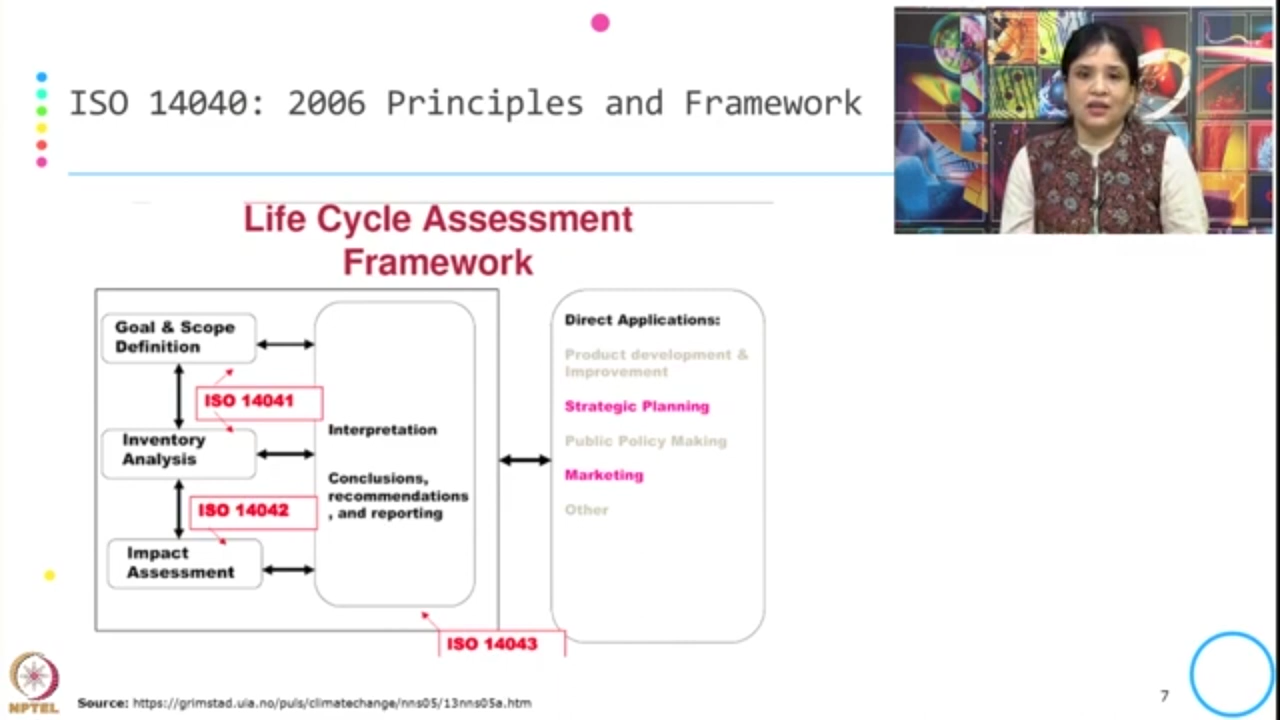 ISO 14040: 2006 Principles and Framework
Life Cycle Assessment
Framework
Goal & Scope
Definition
ISO 14041
Inventory
Analysis
ISO 14042
Impact
Assessment
Interpretation
Conclusions,
recommendations
, and reporting
ISO 14043
Direct Applications:
Product development &
Improvement
Strategic Planning
Public Policy Making
Marketing
Other
NPTEL
Source: https://grimstad.uia.no/puls/climatechange/nns05/13nns05a.htm
7